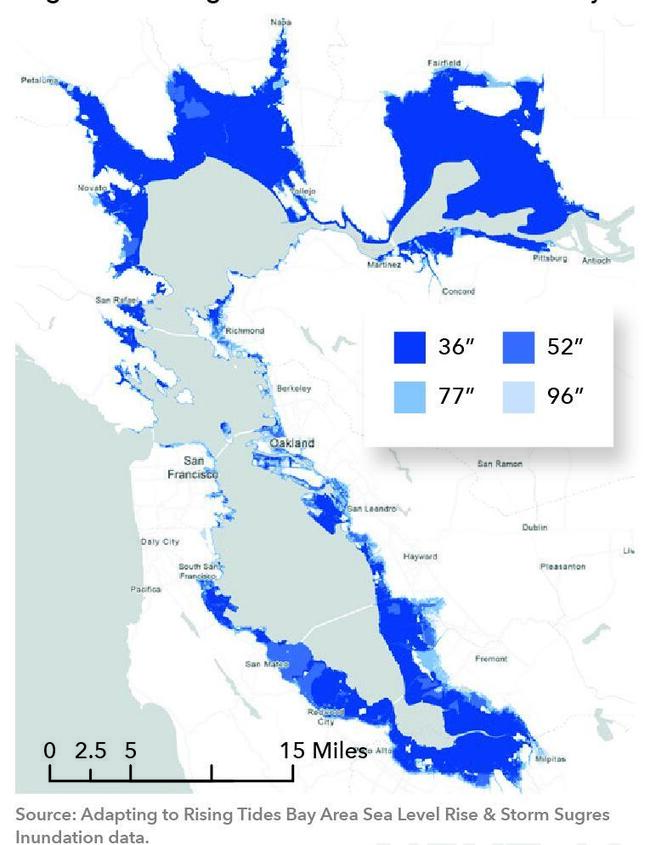 Napa
Fairfield
Petaluma
Novato
Vallejo
Martinez
Pittsburg
Antioch
Concord
San Rafael
Richmond
36" 52"
77" 96"
Berkeley
Oakland
San
Francisco
San Ramon
San Leandro
Dublin
Daly City
Hayward
Pleasanton
South San
Francisco
Pacifica
Fremont
San Mateo
Redwood
City
0 2.5 5 15 Miles
Alto
Milpitas
Source: Adapting to Rising Tides Bay Area Sea Level Rise & Storm Sugres
Inundation data.